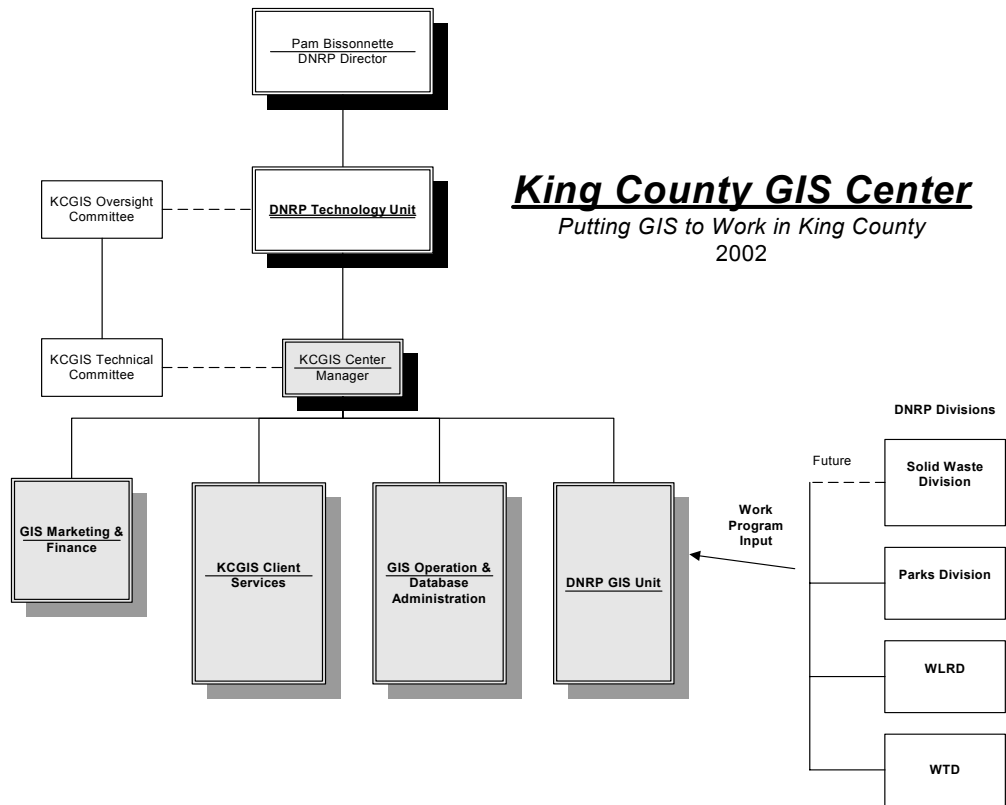 Pam Bissonnette
DNRP Director
King County GIS Center
Putting GIS to Work in King County
2002
KCGIS Oversight
Committee
DNRP Technology Unit
KCGIS Technical
Committee
KCGIS Center
Manager
DNRP Divisions
Future
Solid Waste
Division
GIS Marketing &
Finance
KCGIS Client
Services
GIS Operation &
Database
Administration
DNRP GIS Unit
Work
Program
Input
Parks Division
WLRD
WTD